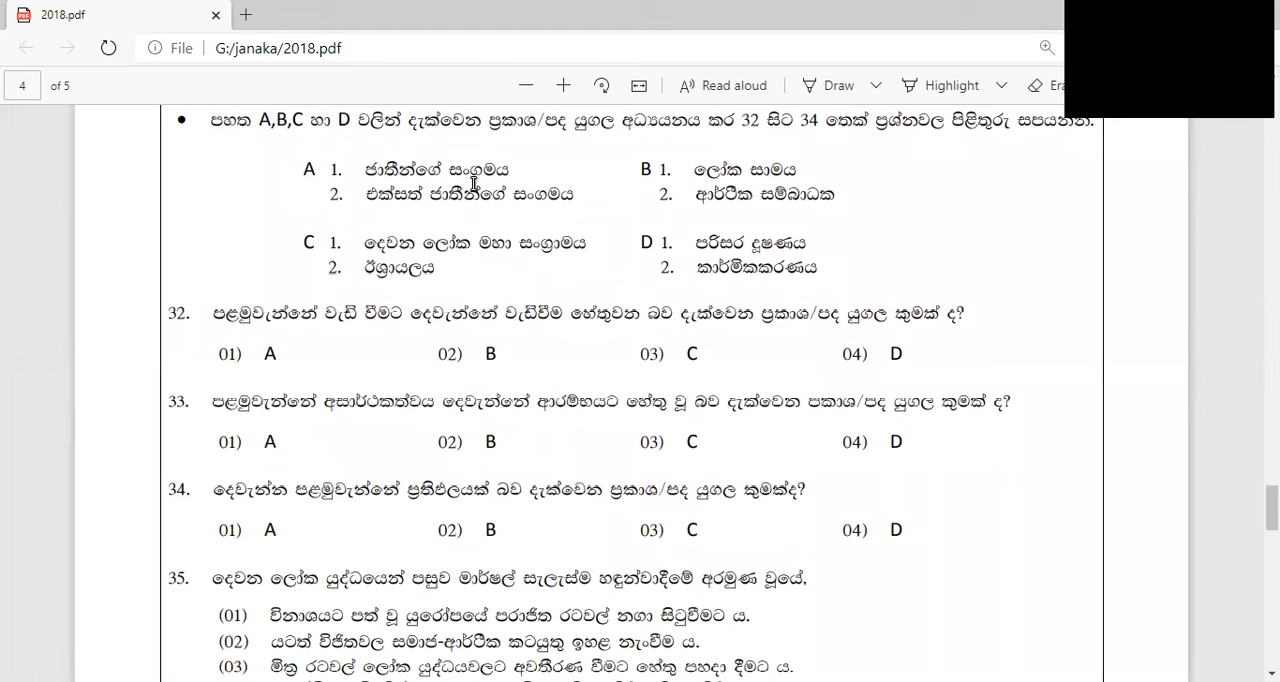 2018.pdf
File G:/janaka/2018.pdf
4 of 5 Read aloud Draw Highlight Era
• පහත A,B,C හා D වලින් දැක්වෙන ප්‍රකාශ/පද යුගල අධ්‍යයනය කර 32 සිට 34 තෙක් ප්‍රශ්නවල පිළිතුරු සපයන්න.
A 1. ජාතීන්ගේ සංගමය B 1. ලෝක සාමය
2. එක්සත් ජාතීන්ගේ සංගමය 2. ආර්ථික සම්බාධක
C 1. දෙවන ලෝක මහා සංග්‍රාමය D 1. පරිසර දූෂණය
2. ඊශ්‍රායලය 2. කාර්මිකකරණය
32. පළමුවැන්නේ වැඩි වීමට දෙවැන්නේ වැඩිවීම හේතුවන බව දැක්වෙන ප්‍රකාශ/පද යුගල කුමක් ද?
01) A 02) B 03) C 04) D
33. පළමුවැන්නේ අසාර්ථකත්වය දෙවැන්නේ ආරම්භයට හේතු වූ බව දැක්වෙන පකාශ/පද යුගල කුමක් ද?
01) A 02) B 03) C 04) D
34. දෙවැන්න පළමුවැන්නේ ප්‍රතිඵලයක් බව දැක්වෙන ප්‍රකාශ/පද යුගල කුමක්ද?
01) A 02) B 03) C 04) D
35. දෙවන ලෝක යුද්ධයෙන් පසුව මාර්ෂල් සැලැස්ම හඳුන්වාදීමේ අරමුණ වූයේ,
(01) විනාශයට පත් වූ යුරෝපයේ පරාජිත රටවල් නගා සිටුවීමට ය.
(02) යටත් විජිතවල සමාජ-ආර්ථික කටයුතු ඉහළ නැංවීම ය.
(03) මිත්‍ර රටවල් ලෝක යුද්ධයවලට අවතීරණ වීමට හේතු පහදා දීමට ය.